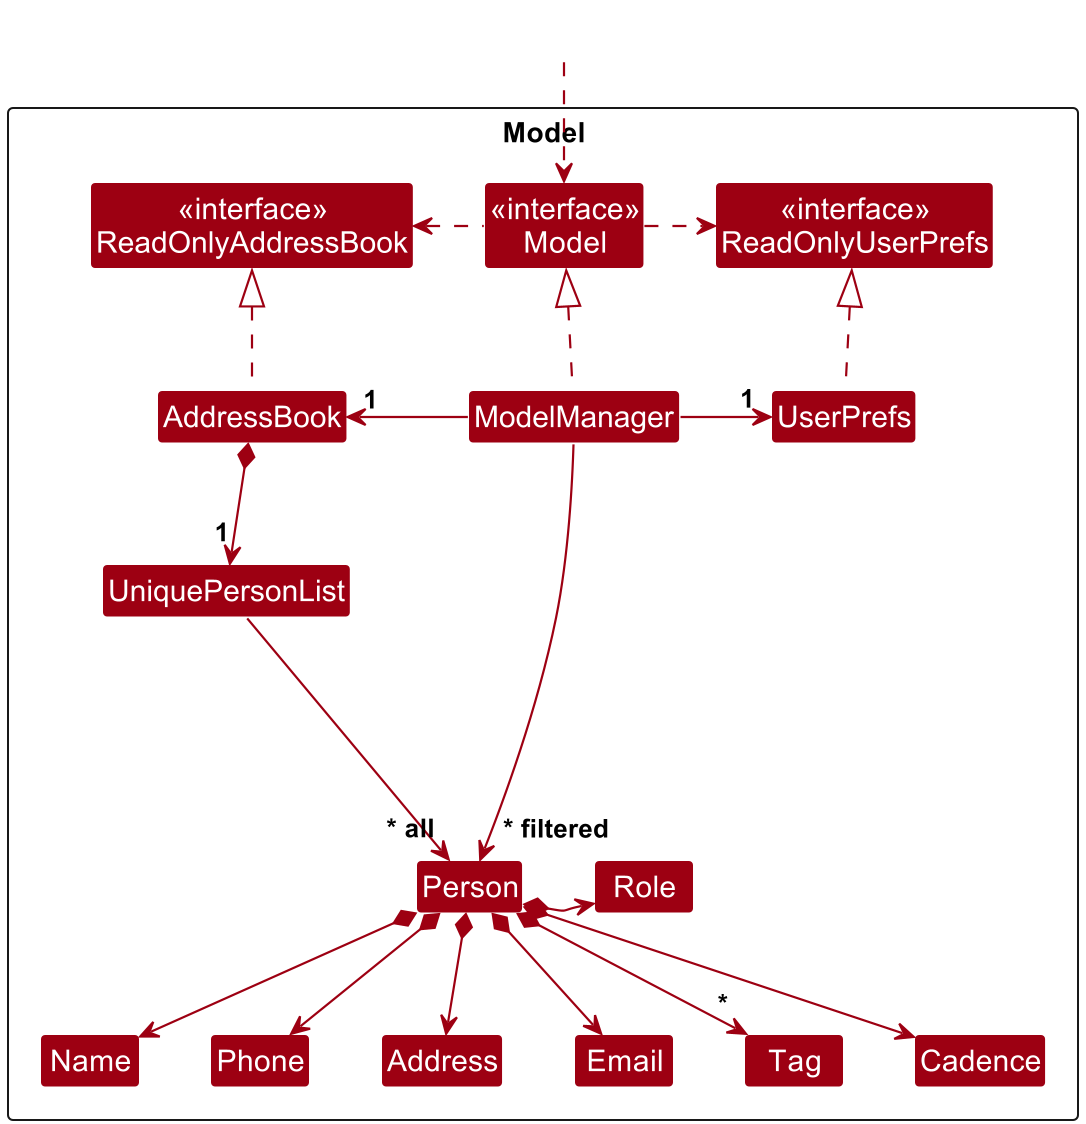 Model
«interface»
ReadOnlyAddressBook
«interface»
Model
«interface»
ReadOnlyUserPrefs
AddressBook
1
ModelManager
1
UserPrefs
1
UniquePersonList
* all
* filtered
Person
Role
*
Name
Phone
Address
Email
Tag
Cadence